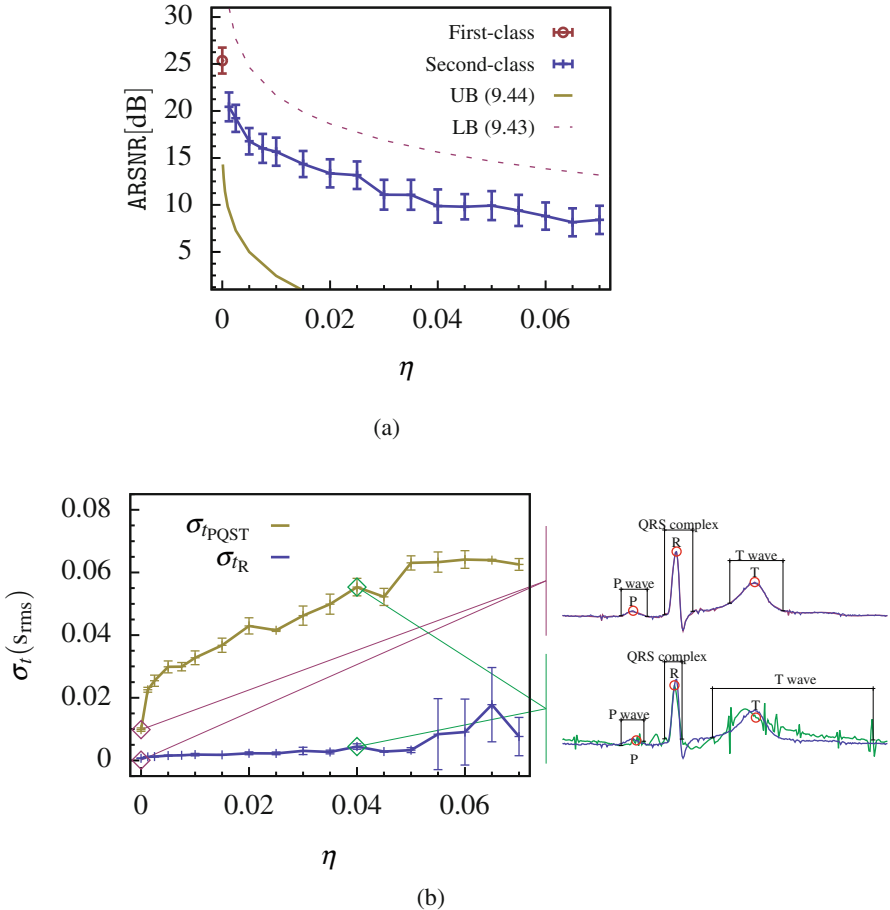 30
25
20
15
10
5
ARSNR[dB]
First-class
Second-class
UB (9.44)
LB (9.43)
0 0.02 0.04 0.06
η
(a)
0.08
0.06
0.04
0.02
0
σt(srms)
σtPQST
σtR
0 0.02 0.04 0.06
η
QRS complex
R
T wave
T
P wave
P
QRS complex
R
T wave
T
P wave
P
(b)